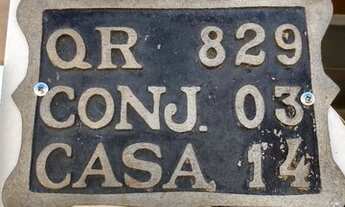 QR 829
CONJ. 03
CASA 14